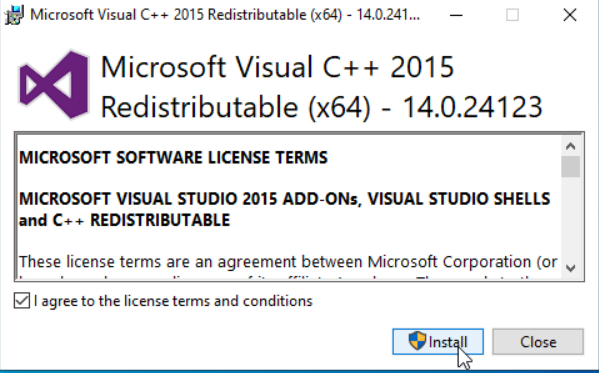 Microsoft Visual C++ 2015 Redistributable (x64) - 14.0.241...
Microsoft Visual C++ 2015
Redistributable (x64) - 14.0.24123
MICROSOFT SOFTWARE LICENSE TERMS
MICROSOFT VISUAL STUDIO 2015 ADD-ONs, VISUAL STUDIO SHELLS
and C++ REDISTRIBUTABLE
These license terms are an agreement between Microsoft Corporation (or
I agree to the license terms and conditions
Install
Close